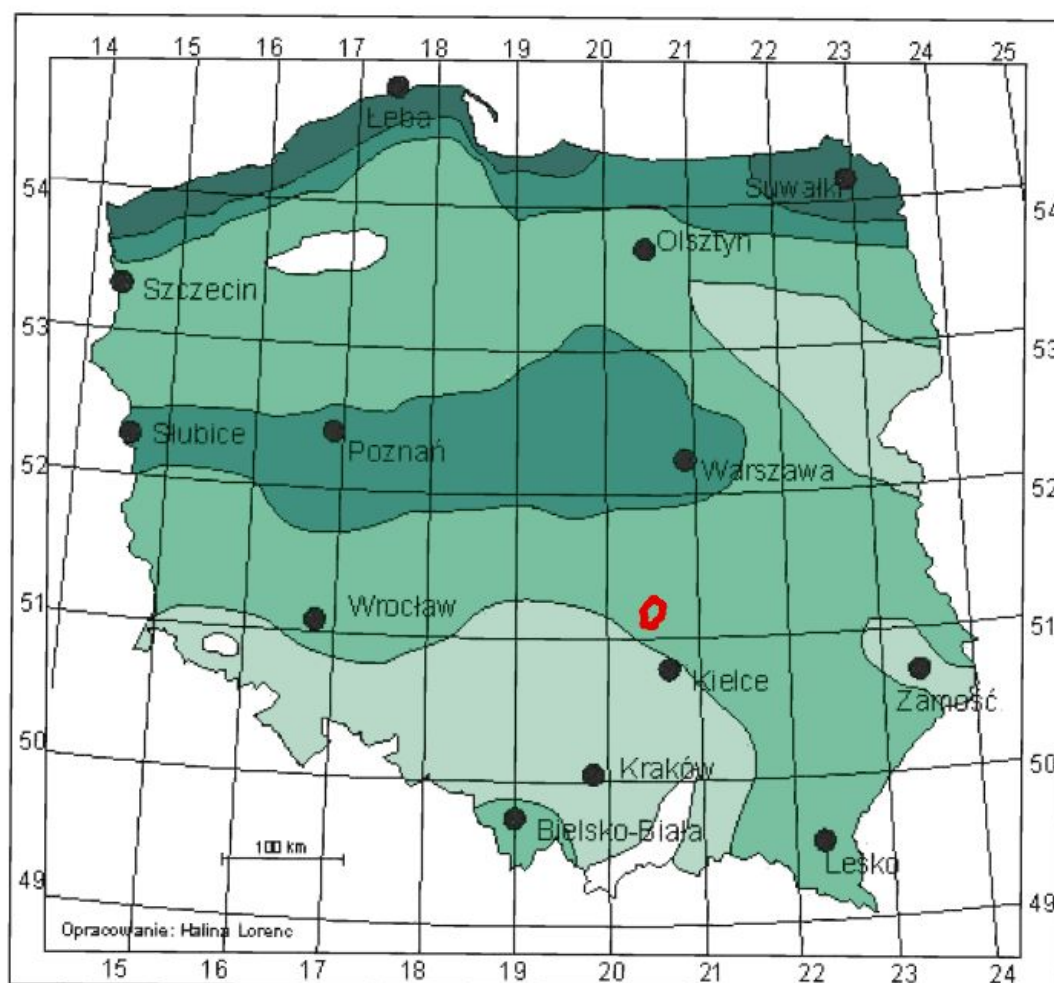 14 15 16 17 18 19 20 21 22 23 24 25
Łeba
54
Suwałki
54
Olsztyn
Szczecin
53
53
Słubice
Poznań
Warszawa
52
52
51
Wrocław
51
Kielce
Zamość
50
Kraków
50
Bielsko-Biała
100 km
Lesko
49
49
Opracowanie: Halina Lorenc
15 16 17 18 19 20 21 22 23 24